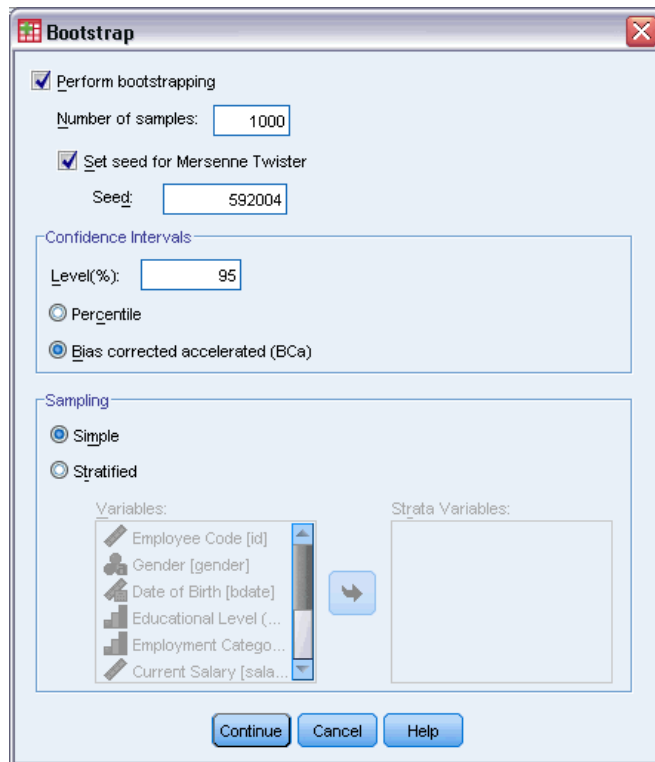 Bootstrap
Perform bootstrapping
Number of samples: 1000
Set seed for Mersenne Twister
Seed: 592004
Confidence Intervals
Level(%): 95
Percentile
Bias corrected accelerated (BCa)
Sampling
Simple
Stratified
Variables: Strata Variables:
Employee Code [id]
Gender [gender]
Date of Birth [bdate]
Educational Level (...
Employment Catego...
Current Salary [sala...
Continue Cancel Help